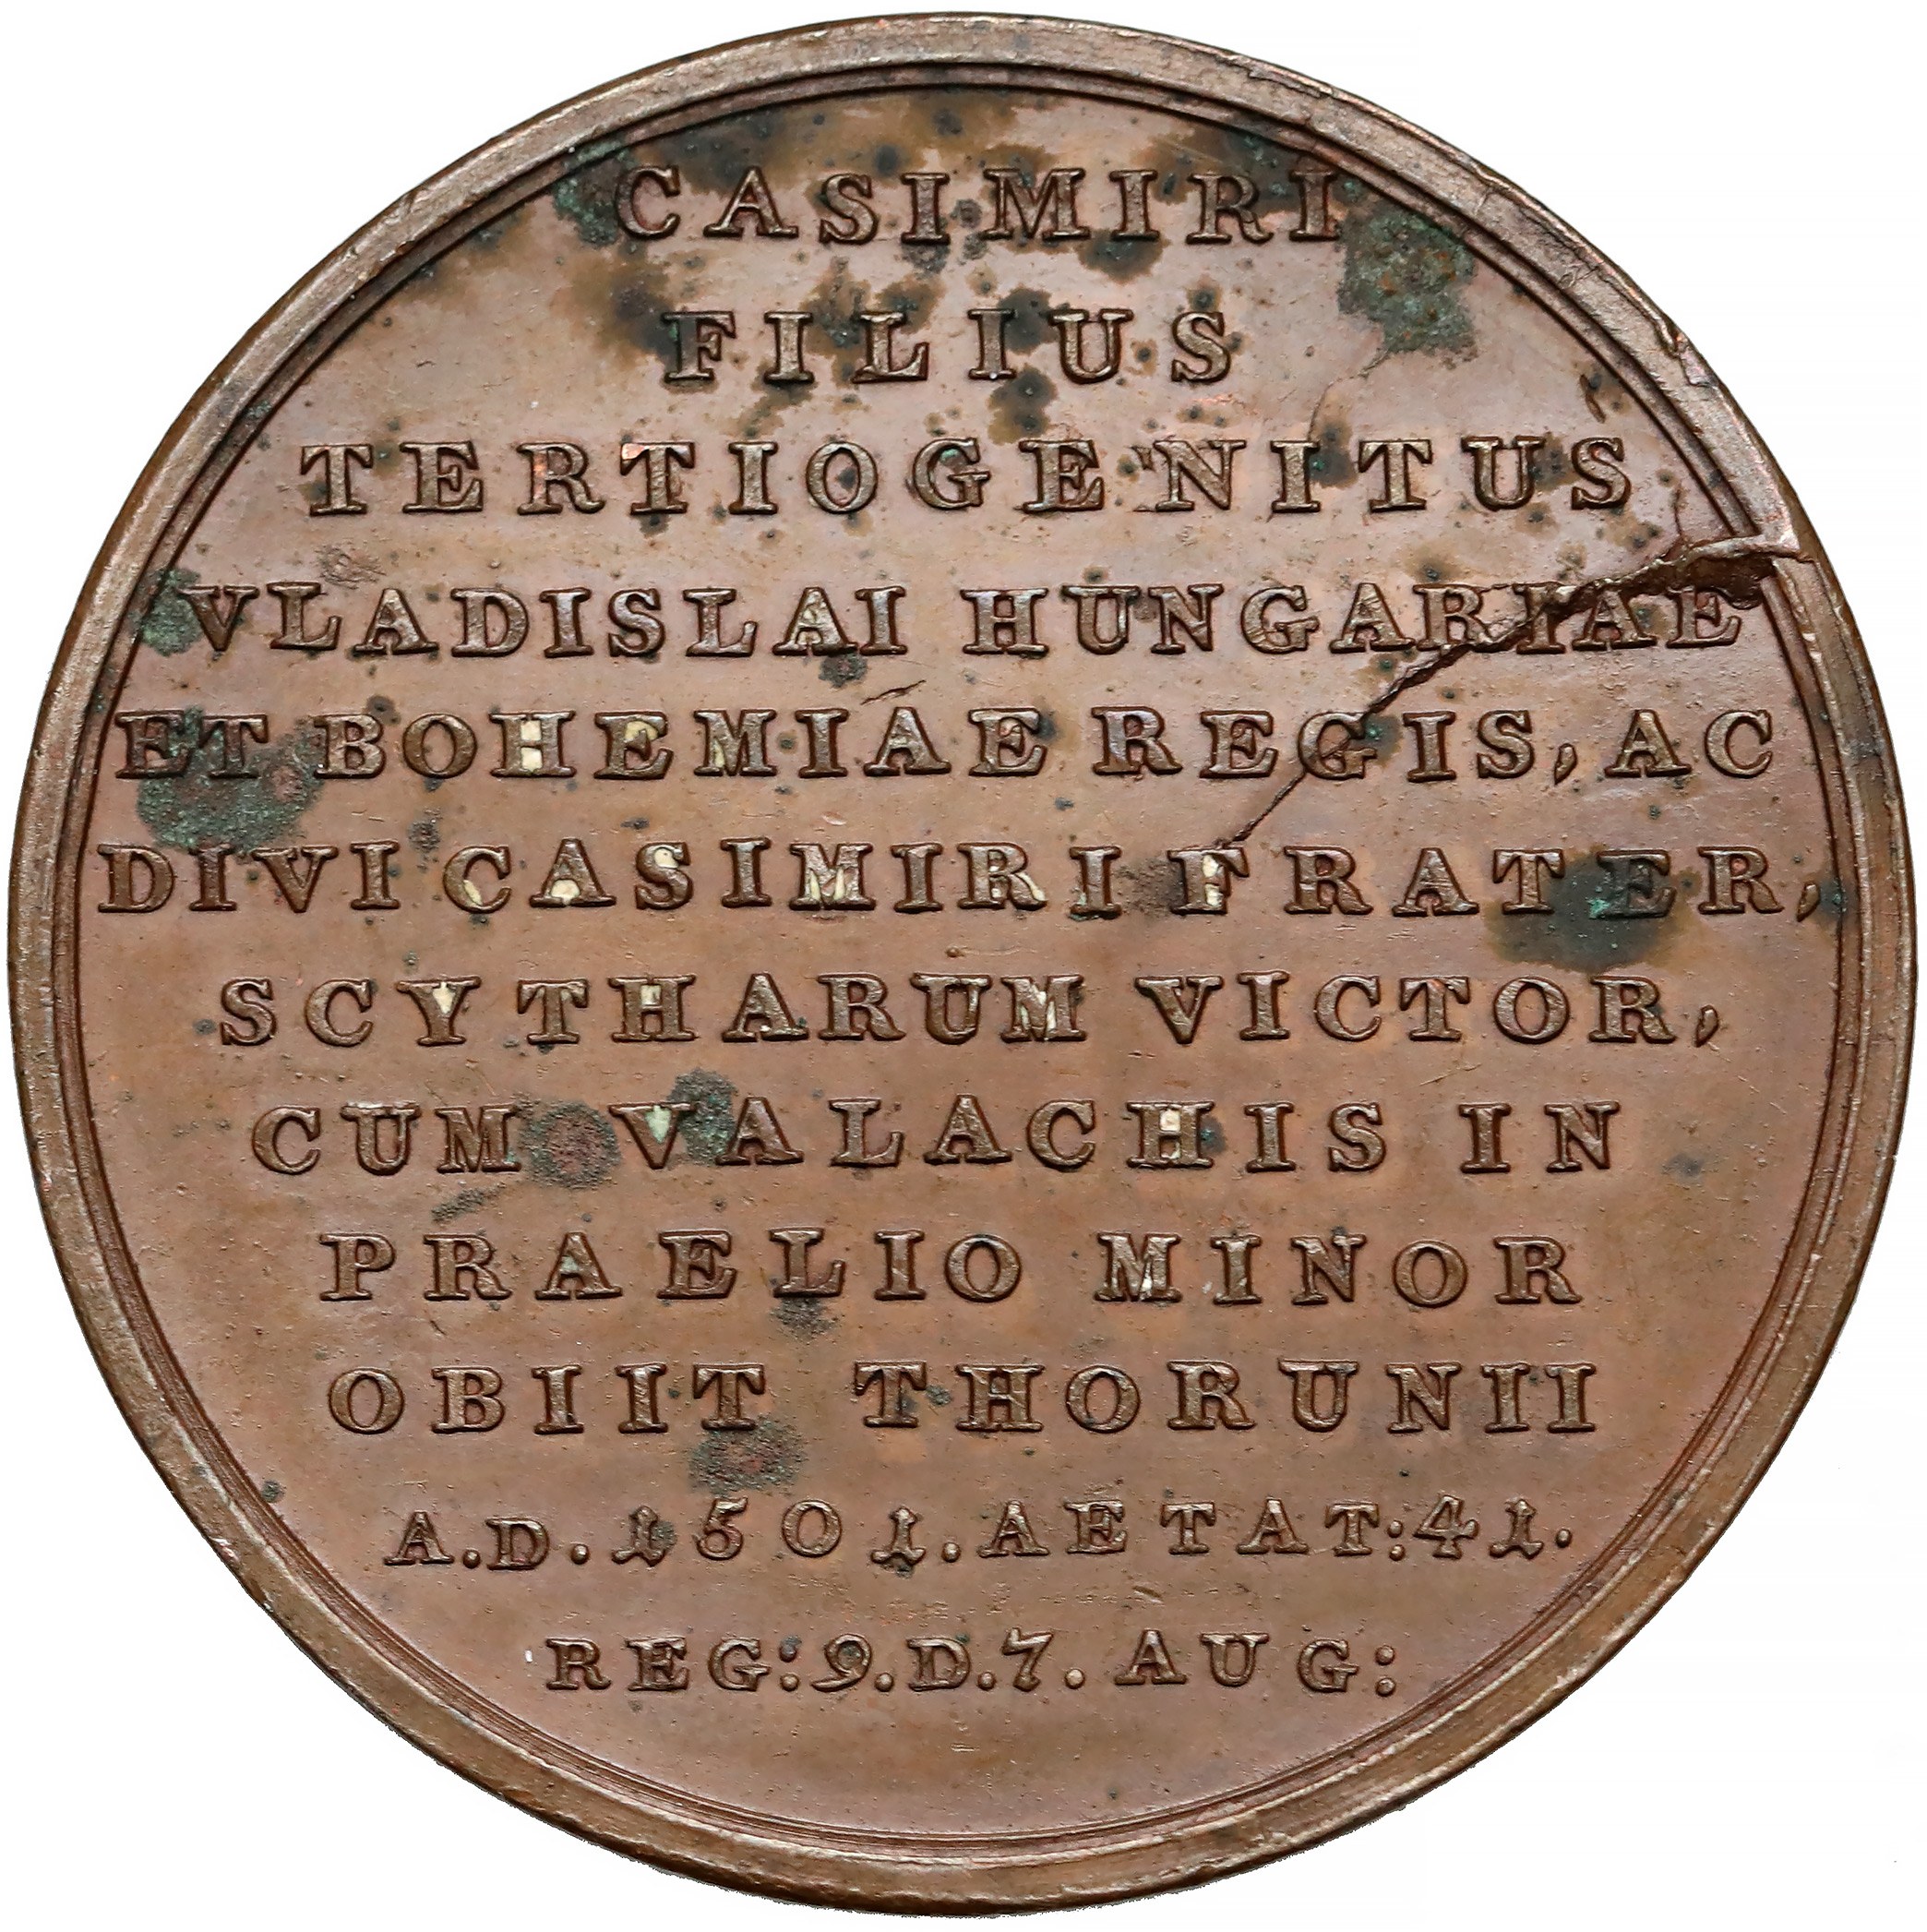 CASIMIRI
FILIUS
TERTIOGENITUS
VLADISLAI HUNGARIAE
ET BOHEMIAE REGIS, AC
DIVI CASIMIRI FRATER,
SCYTHARUM VICTOR,
CUM VALACHIS IN
PRAELIO MINOR
OBIIT THORUNII
A.D.1501.AETAT:41.
REG:9.D.7.AUG: